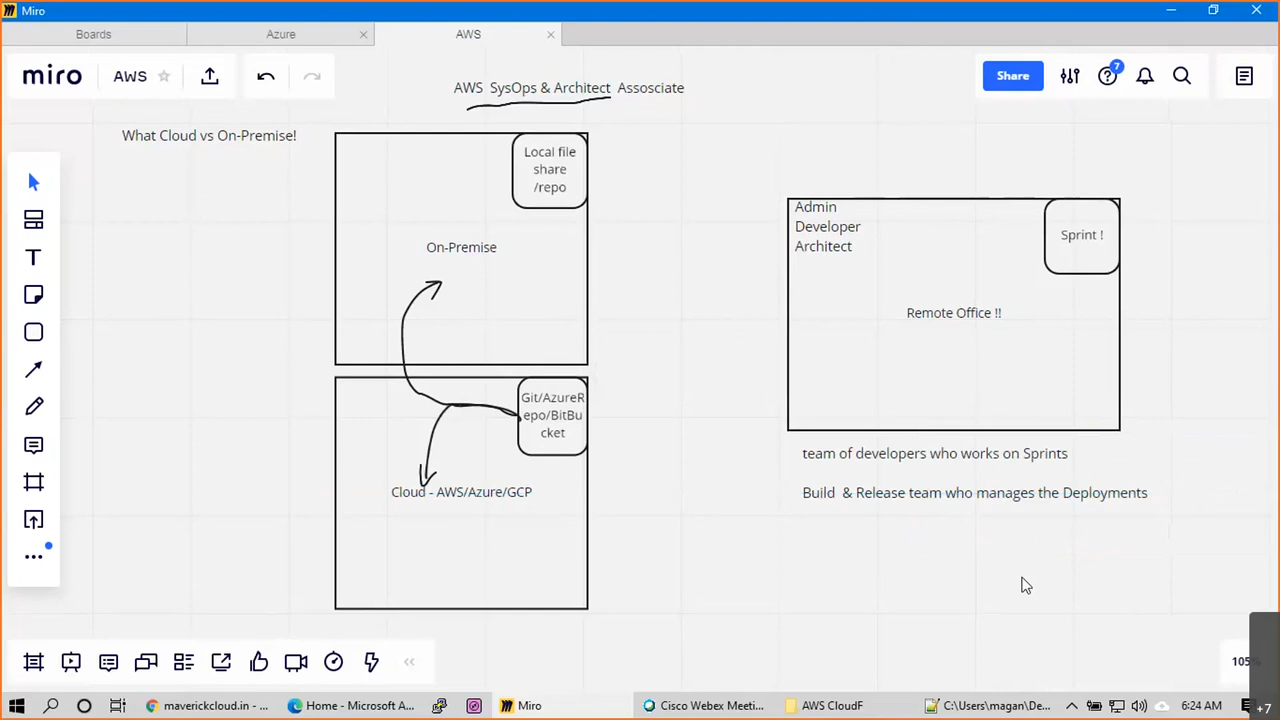 Miro
Boards
Azure
AWS
miro
AWS
AWS SysOps & Architect Assosciate
Share
7
What Cloud vs On-Premise!
Local file
share
/repo
On-Premise
Admin
Developer
Architect
Sprint !
Remote Office !!
Git/AzureR
epo/BitBu
cket
Cloud - AWS/Azure/GCP
team of developers who works on Sprints
Build & Release team who manages the Deployments
T
105%
maverickcloud.in - ...
Home - Microsoft A...
Miro
Cisco Webex Meeti...
AWS CloudF
C:\Users\magan\De...
6:24 AM
+7